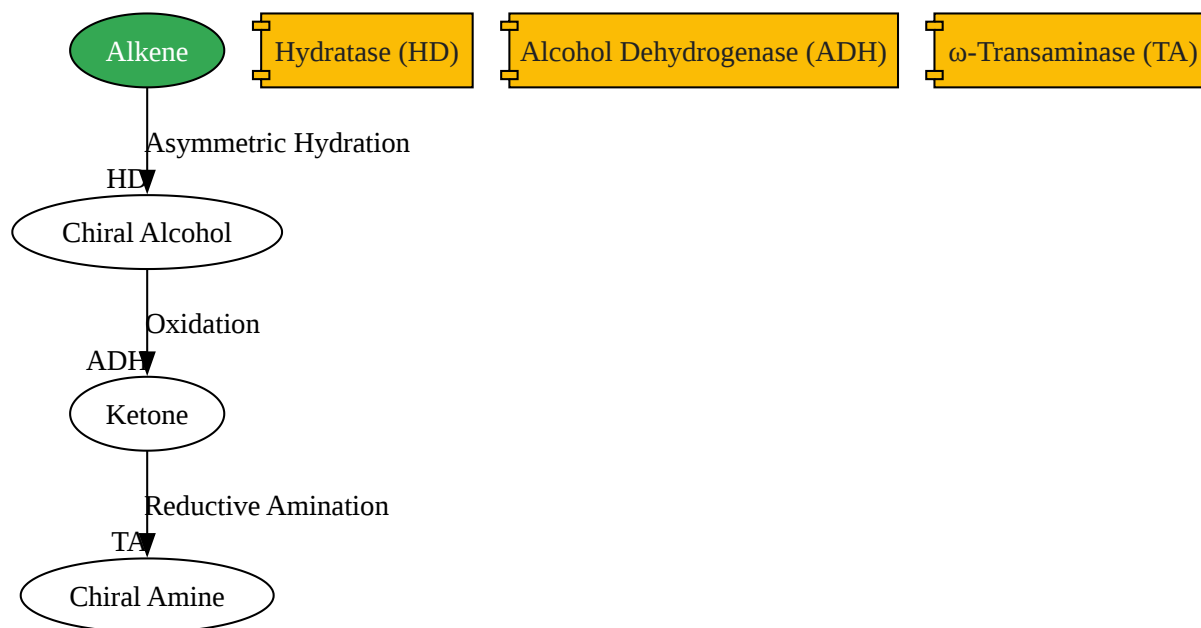 Alkene
Hydratase (HD)
Alcohol Dehydrogenase (ADH)
ω-Transaminase (TA)
Asymmetric Hydration
HD
Chiral Alcohol
Oxidation
ADH
Ketone
Reductive Amination
TA
Chiral Amine